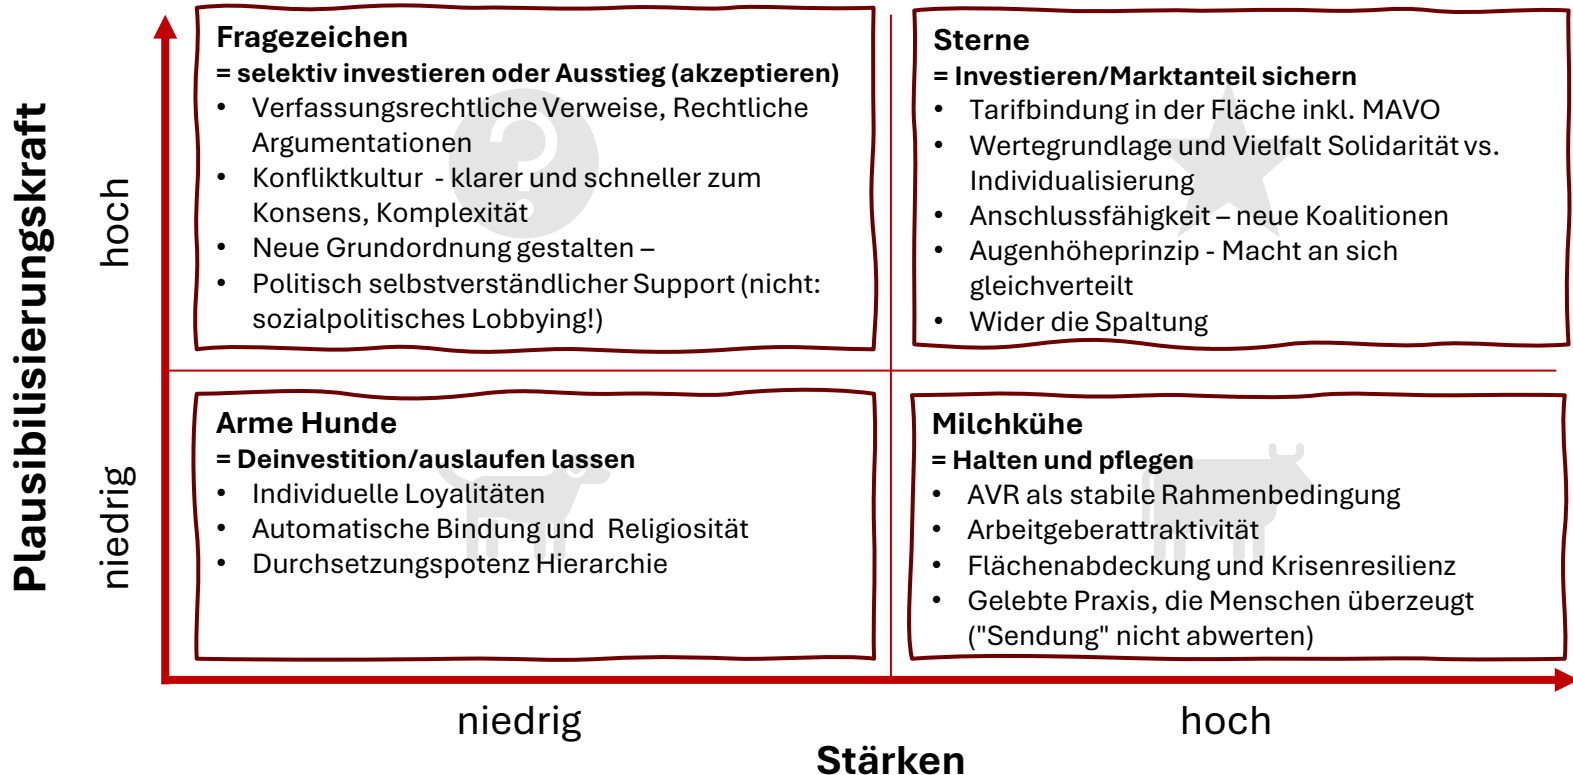 Plausibilisierungskraft
hoch
niedrig
Fragezeichen
= selektiv investieren oder Ausstieg (akzeptieren)
• Verfassungsrechtliche Verweise, Rechtliche
Argumentationen
• Konfliktkultur - klarer und schneller zum
Konsens, Komplexität
• Neue Grundordnung gestalten –
• Politisch selbstverständlicher Support (nicht:
sozialpolitisches Lobbying!)
Sterne
= Investieren/Marktanteil sichern
• Tarifbindung in der Fläche inkl. MAVO
• Wertegrundlage und Vielfalt Solidarität vs.
Individualisierung
• Anschlussfähigkeit – neue Koalitionen
• Augenhöheprinzip - Macht an sich
gleichverteilt
• Wider die Spaltung
Arme Hunde
= Deinvestition/auslaufen lassen
• Individuelle Loyalitäten
• Automatische Bindung und Religiosität
• Durchsetzungspotenz Hierarchie
Milchkühe
= Halten und pflegen
• AVR als stabile Rahmenbedingung
• Arbeitgeberattraktivität
• Flächenabdeckung und Krisenresilienz
• Gelebte Praxis, die Menschen überzeugt
("Sendung" nicht abwerten)
niedrig
hoch
Stärken